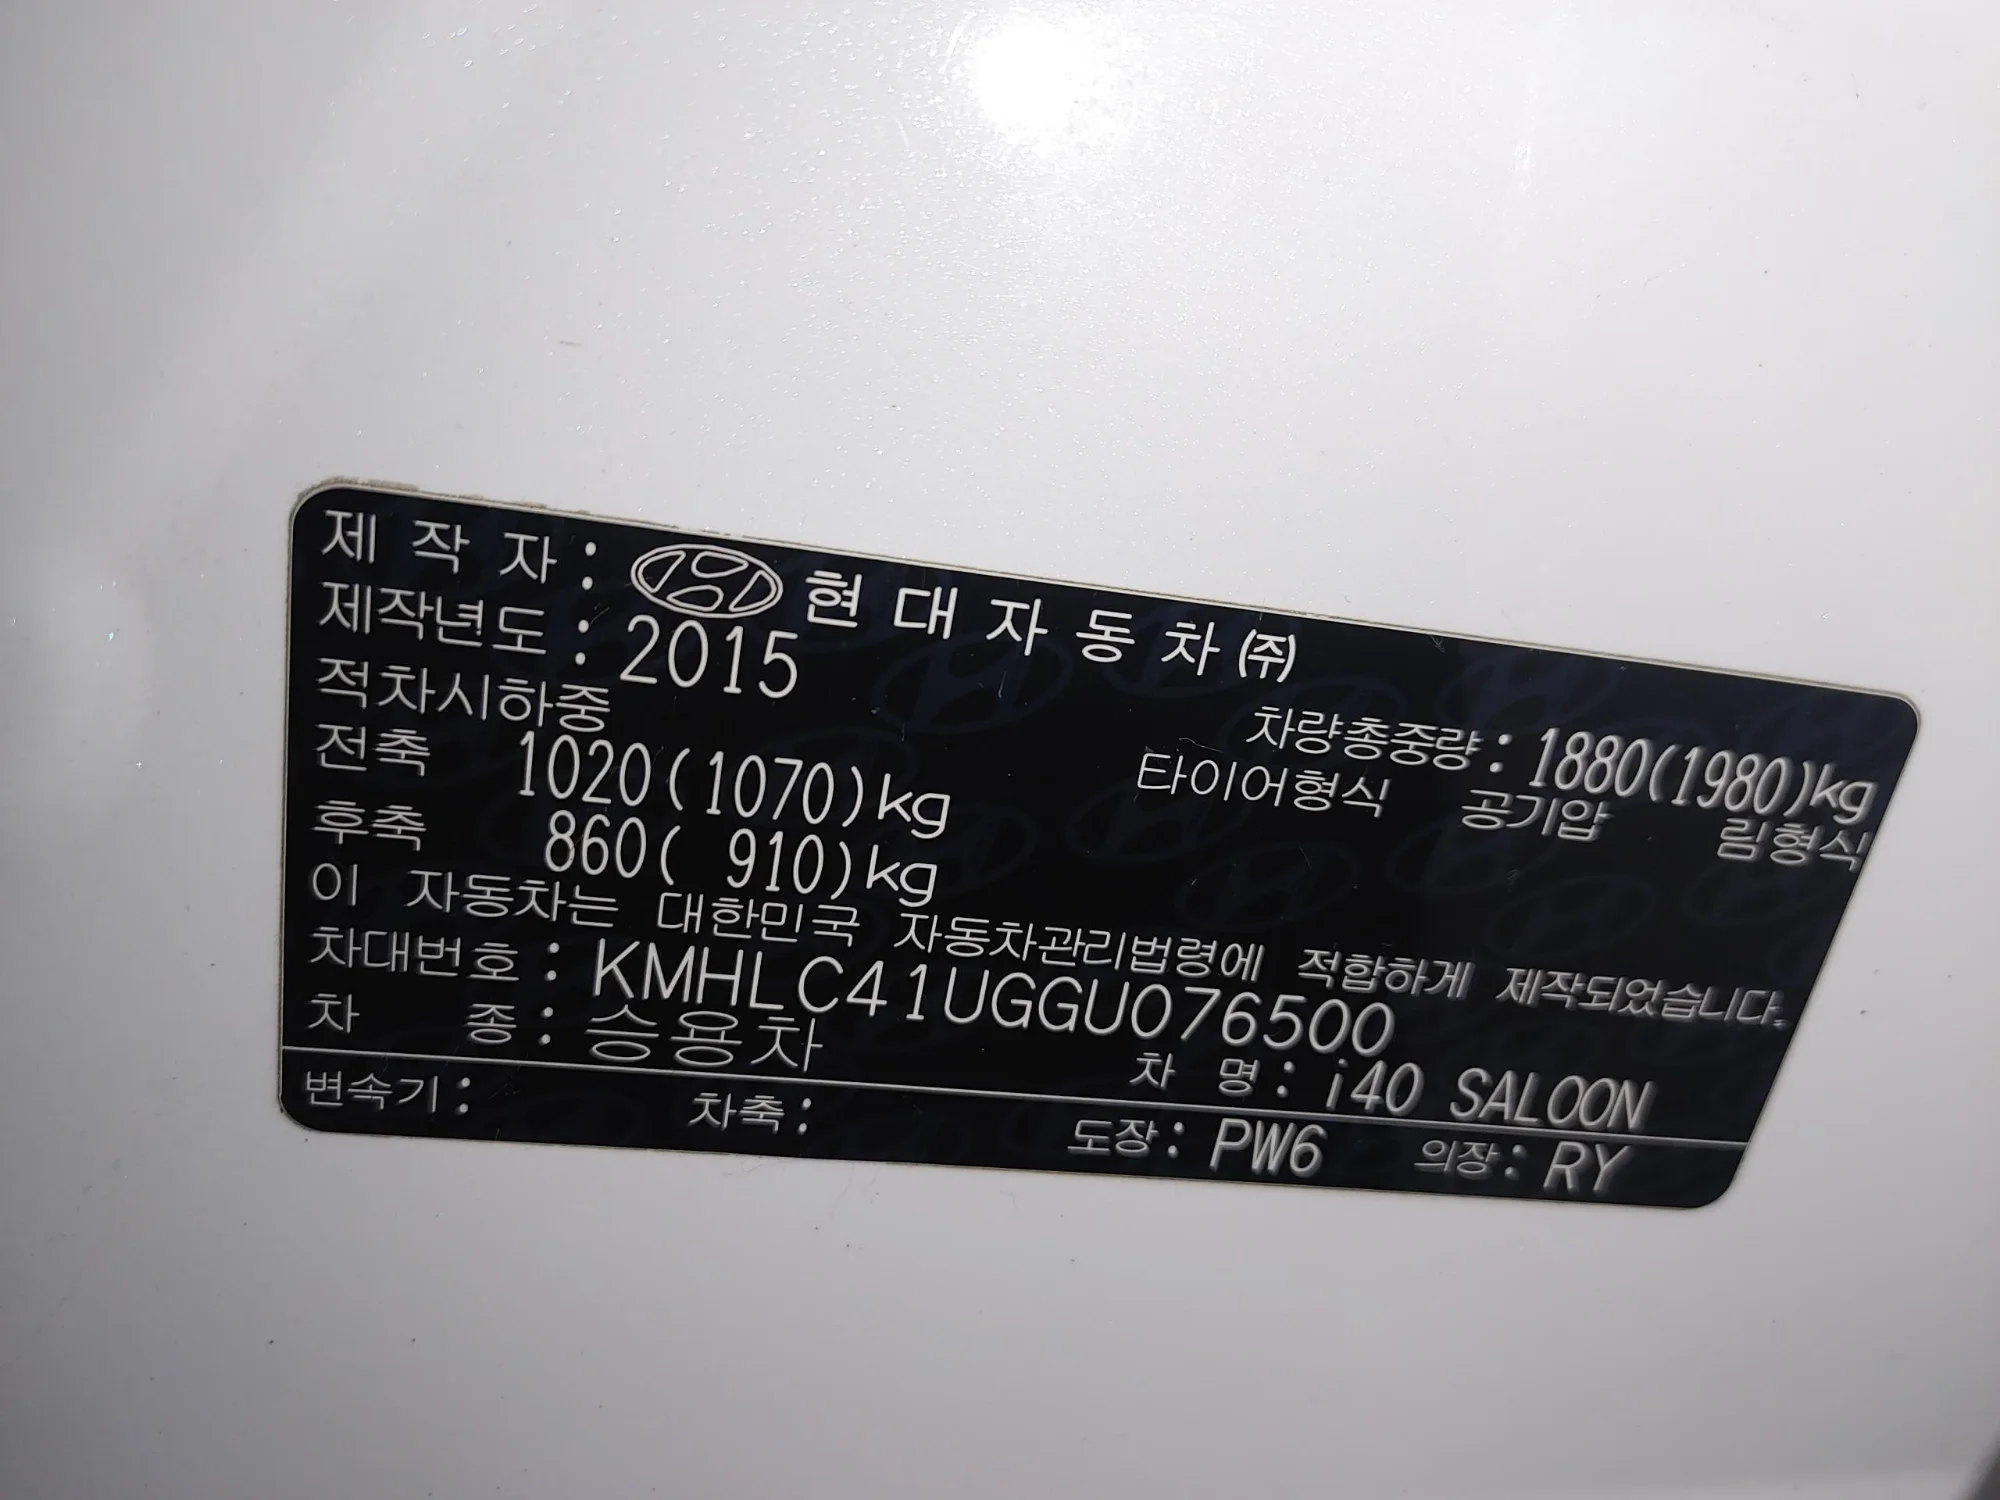 제 작 자 : 현 대 자 동 차 ㈜
제작년도 : 2015
적차시하중
차량총중량 : 1880(1980)kg
전축 1020(1070)kg
타이어형식 공기압 림형식
후축 860( 910)kg
이 자동차는 대한민국 자동차관리법령에 적합하게 제작되었습니다.
차대번호 : KMHLC41UGGU076500
차 종 : 승용차
차 명 : i40 SALOON
변속기 : 차축 : 도장 : PW6 의장 : RY